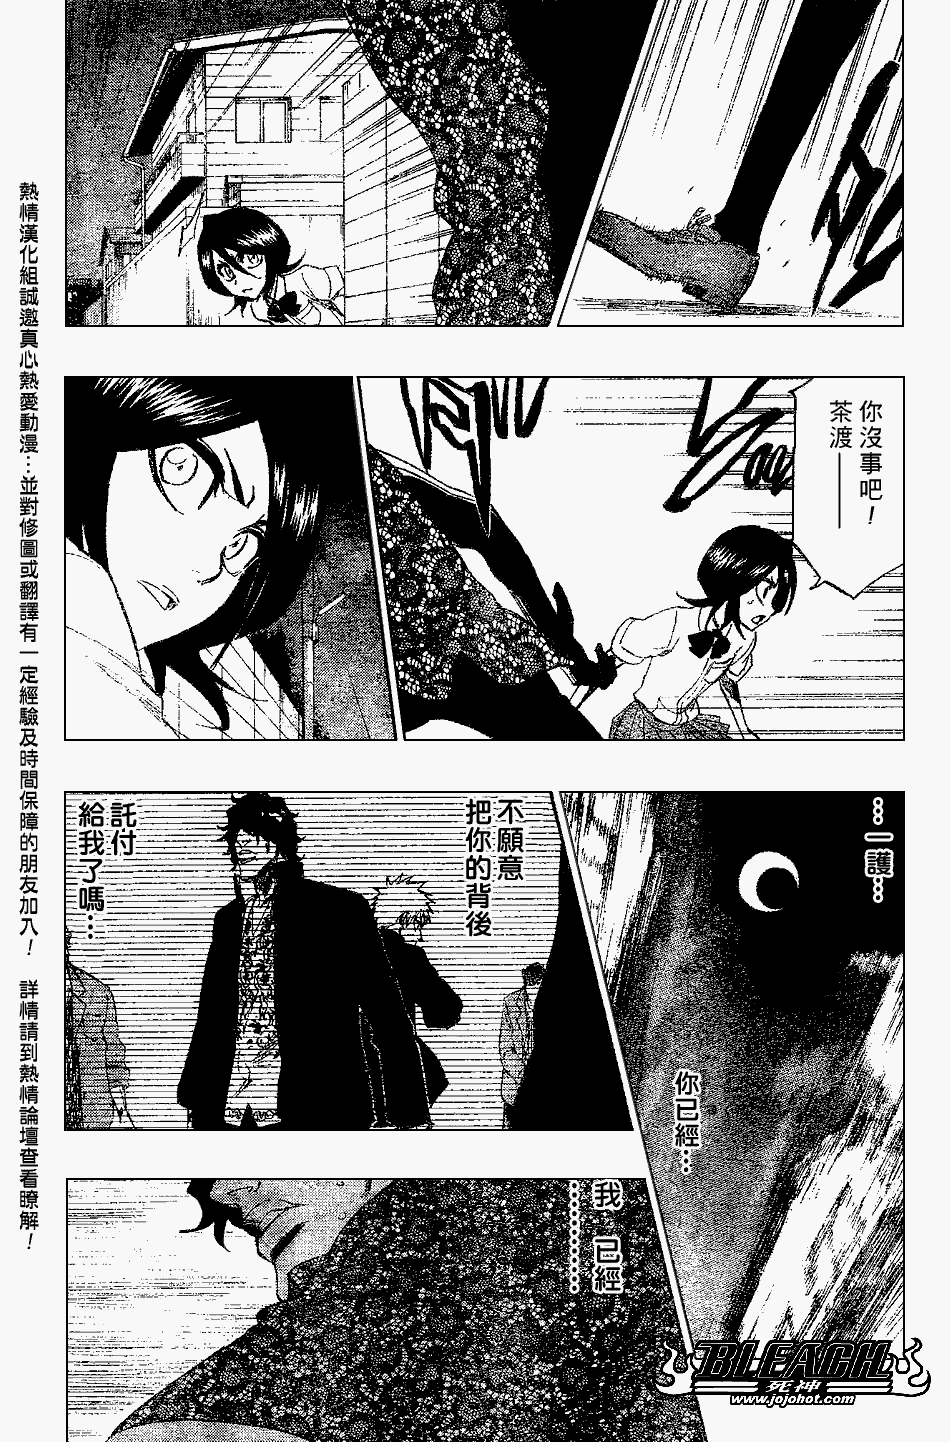 你沒事吧！
茶渡——
…一護…
你已經…
不願意
把你的背後
託付
給我了嗎…
我 已經
…………
熱情漢化組誠邀真心熱愛動漫…並對修圖或翻譯有一定經驗及時間保障的朋友加入！ 詳情請到熱情論壇查看瞭解！
BLEACH
死神
www.jojohot.com